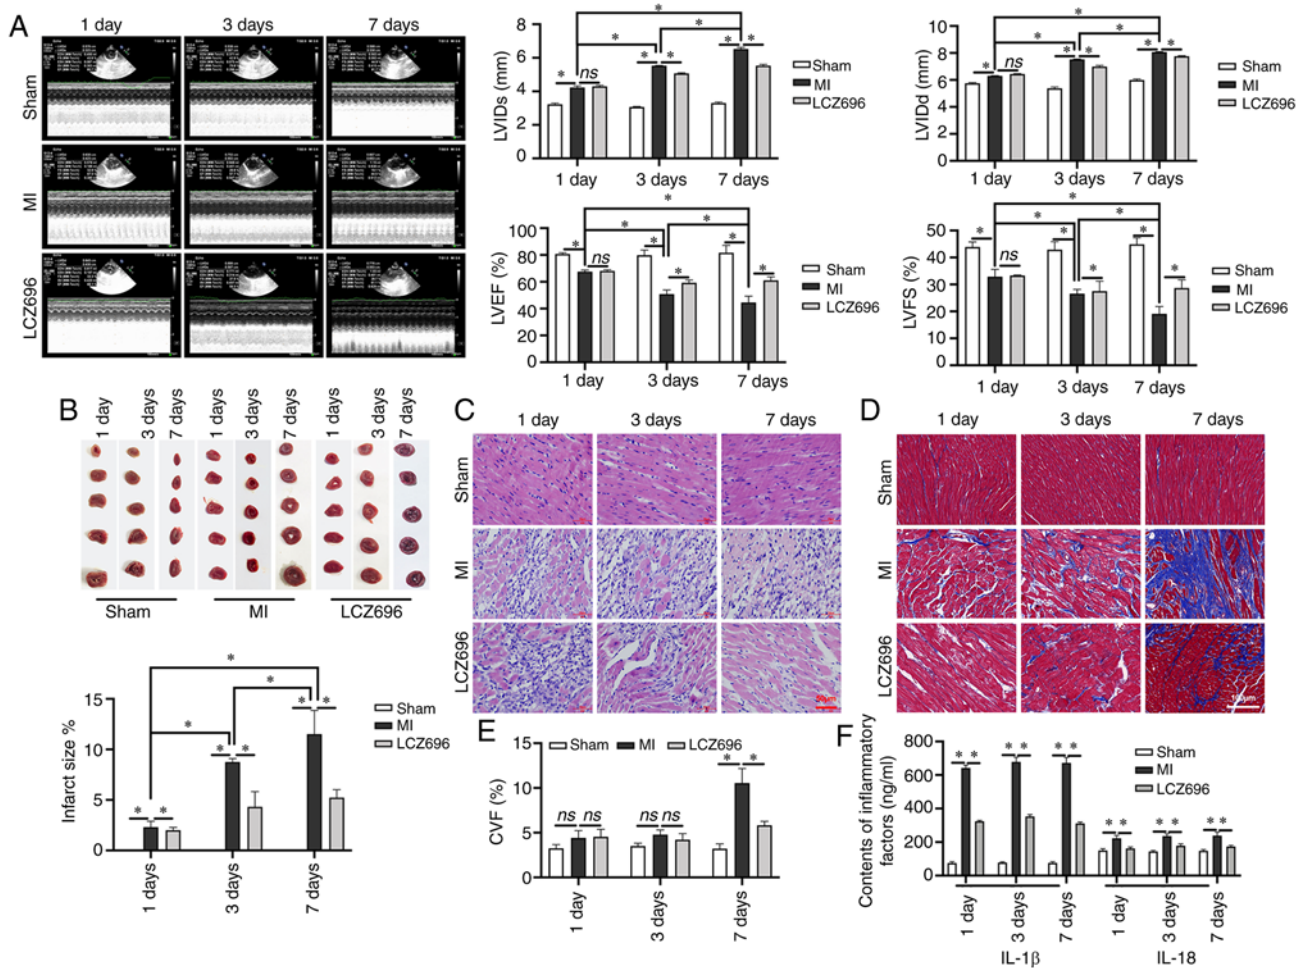 A
1 day
3 days
7 days
Sham
MI
LCZ696
LVIDs (mm)
8
6
4
2
0
*
*
*
*
ns
*
*
*
*
1 day
3 days
7 days
Sham
MI
LCZ696
LVIDd (mm)
10
8
6
4
2
0
*
*
*
*
ns
*
*
*
*
1 day
3 days
7 days
Sham
MI
LCZ696
LVEF (%)
100
80
60
40
20
0
*
*
*
*
ns
*
*
*
*
1 day
3 days
7 days
Sham
MI
LCZ696
LVFS (%)
50
40
30
20
10
0
*
*
*
*
ns
*
*
*
*
1 day
3 days
7 days
Sham
MI
LCZ696
B
1 day
3 days
7 days
1 days
3 days
7 days
1 days
3 days
7 days
Sham
MI
LCZ696
Infarct size %
15
10
5
0
*
*
*
* *
* *
* *
1 days
3 days
7 days
Sham
MI
LCZ696
C
1 day
3 days
7 days
Sham
MI
LCZ696
50μm
D
1 day
3 days
7 days
Sham
MI
LCZ696
100μm
E
CVF (%)
15
10
5
0
Sham MI LCZ696
ns ns
ns ns
* *
1 day
3 days
7 days
F
Contents of inflammatory
factors (ng/ml)
800
600
400
200
0
* *
* *
* *
* *
* *
* *
Sham
MI
LCZ696
1 day
3 days
7 days
1 day
3 days
7 days
IL-1β
IL-18